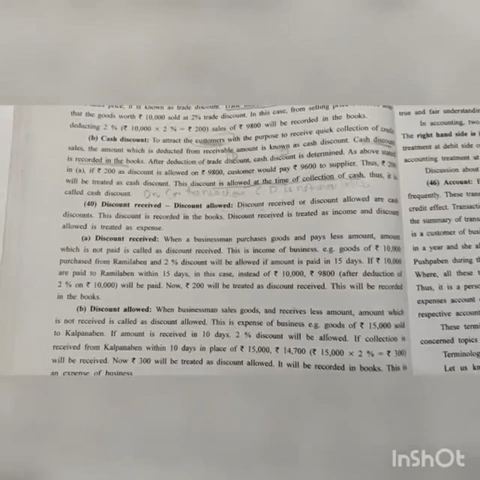 price, it is known as trade discount.
that the goods worth ₹ 10,000 sold at 2% trade discount. In this case, from selling
deducting 2 % (₹ 10,000 × 2 % = ₹ 200) sales of ₹ 9800 will be recorded in the books.
(b) Cash discount: To attract the customers with the purpose to receive quick collection of
sales, the amount which is deducted from receivable amount is known as cash discount. Cash discount
is recorded in the books. After deduction of trade discount, cash discount is determined. As above
in (a), if ₹ 200 as discount is allowed on ₹ 9800, customer would pay ₹ 9600 to supplier. Thus, ₹ 200
will be treated as cash discount. This discount is allowed at the time of collection of cash, thus, it is
called cash discount.
(40) Discount received – Discount allowed: Discount received or discount allowed are cash
discounts. This discount is recorded in the books. Discount received is treated as income and discount
allowed is treated as expense.
(a) Discount received: When a businessman purchases goods and pays less amount, amount
which is not paid is called as discount received. This is income of business. e.g. goods of ₹ 10,000
purchased from Ramilaben and 2 % discount will be allowed if amount is paid in 15 days. If ₹ 10,000
are paid to Ramilaben within 15 days, in this case, instead of ₹ 10,000, ₹ 9800 (after deduction of
2 % on ₹ 10,000) will be paid. Now, ₹ 200 will be treated as discount received. This will be recorded
in the books.
(b) Discount allowed: When businessman sales goods, and receives less amount, amount which
is not received is called as discount allowed. This is expense of business e.g. goods of ₹ 15,000 sold
to Kalpanaben. If amount is received in 10 days, 2 % discount will be allowed. If collection is
received from Kalpanaben within 10 days in place of ₹ 15,000, ₹ 14,700 (₹ 15,000 × 2 % = ₹ 300)
will be received. Now ₹ 300 will be treated as discount allowed. It will be recorded in books. This is
an expense of business
true and fair
In accounting, two
The right hand side is
treatment at debit side
accounting treatment
Discussion about
(46) Account:
frequently. These
credit effect.
the summary of
is a customer of
in a year and she
Pushpaben during
Where, all these
Thus, it is a
expenses account
respective account
These
concerned topics
Let us
InShOt